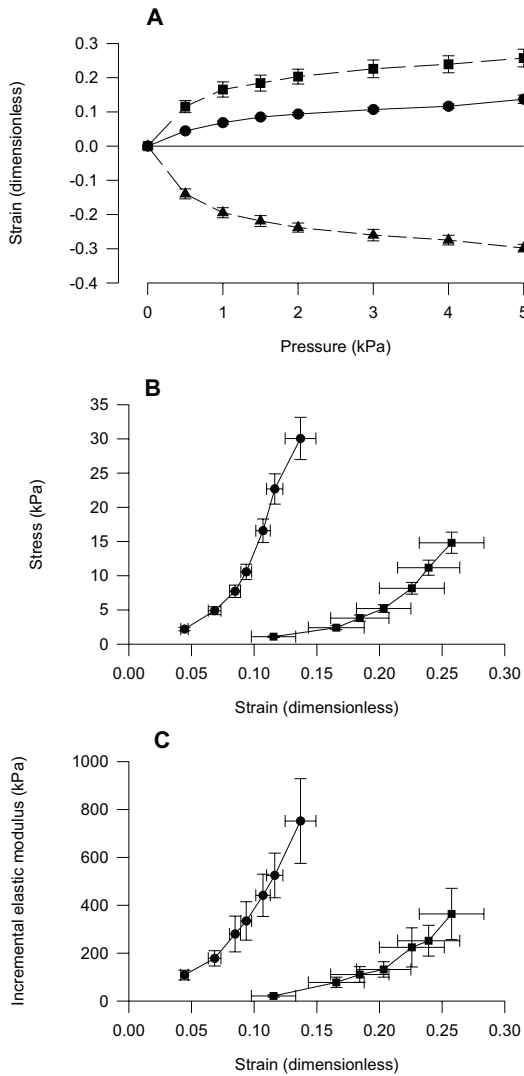 A
0.3
0.2
0.1
0.0
-0.1
-0.2
-0.3
-0.4
Strain (dimensionless)
0 1 2 3 4 5
Pressure (kPa)
B
35
30
25
20
15
10
5
0
Stress (kPa)
0.00 0.05 0.10 0.15 0.20 0.25 0.30
Strain (dimensionless)
C
1000
800
600
400
200
0
Incremental elastic modulus (kPa)
0.00 0.05 0.10 0.15 0.20 0.25 0.30
Strain (dimensionless)